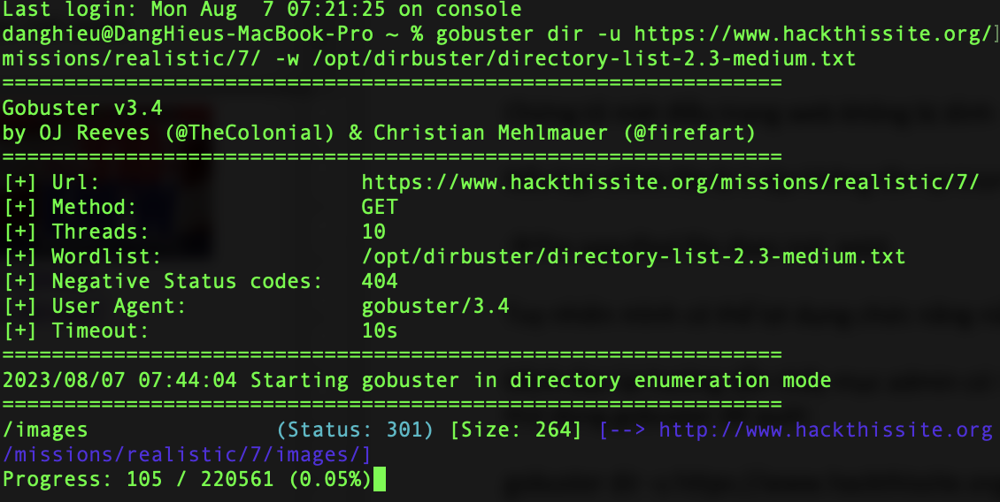 Last login: Mon Aug  7 07:21:25 on console
danghieu@DangHieus-MacBook-Pro ~ % gobuster dir -u https://www.hackthissite.org/]
missions/realistic/7/ -w /opt/dirbuster/directory-list-2.3-medium.txt
===============================================================
Gobuster v3.4
by OJ Reeves (@TheColonial) & Christian Mehlmauer (@firefart)
===============================================================
[+] Url:                     https://www.hackthissite.org/missions/realistic/7/
[+] Method:                  GET
[+] Threads:                 10
[+] Wordlist:                /opt/dirbuster/directory-list-2.3-medium.txt
[+] Negative Status codes:   404
[+] User Agent:              gobuster/3.4
[+] Timeout:                 10s
===============================================================
2023/08/07 07:44:04 Starting gobuster in directory enumeration mode
===============================================================
/images               (Status: 301) [Size: 264] [--> http://www.hackthissite.org
/missions/realistic/7/images/]
Progress: 105 / 220561 (0.05%)